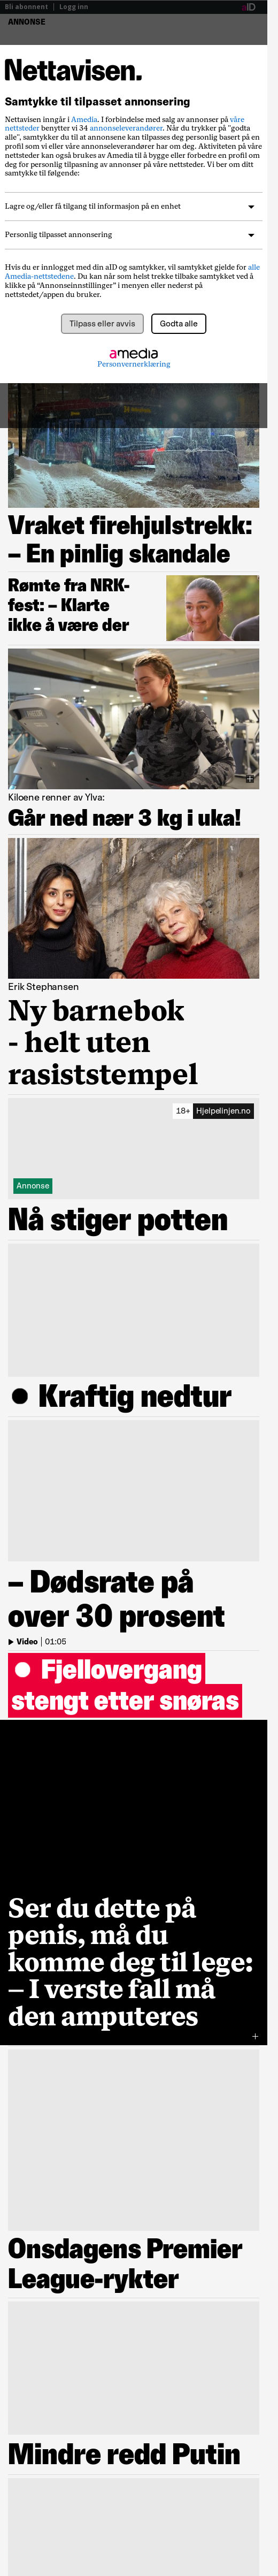 Bli abonnent | Logg inn
aID
ANNONSE
Nettavisen.
Samtykke til tilpasset annonsering
Nettavisen inngår i Amedia. I forbindelse med salg av annonser på våre
nettsteder benytter vi 34 annonseleverandører. Når du trykker på "godta
alle", samtykker du til at annonser kan tilpasses deg personlig basert på en
profil som vi eller våre annonseleverandører har om deg. Aktiviteten på våre
nettsteder kan også brukes av Amedia til å bygge eller forbedre en profil om
deg for personlig tilpasning av annonser på våre nettsteder. Vi ber om ditt
samtykke til følgende:
Lagre og/eller få tilgang til informasjon på en enhet
Personlig tilpasset annonsering
Hvis du er innlogget med din aID og samtykker, vil samtykket gjelde for alle
Amedia-nettstedene. Du kan når som helst trekke tilbake samtykket ved å
klikke på “Annonseinnstillinger” i menyen eller nederst på
nettstedet/appen du bruker.
Tilpass eller avvis
Godta alle
amedia
Personvernerklæring
Vraket firehjulstrekk:
– En pinlig skandale
Rømte fra NRK-
fest: – Klarte
ikke å være der
Kiloene renner av Ylva:
Går ned nær 3 kg i uka!
Erik Stephansen
Ny barnebok
- helt uten
rasiststempel
18+ Hjelpelinjen.no
Annonse
Nå stiger potten
● Kraftig nedtur
– Dødsrate på
over 30 prosent
Video | 01:05
● Fjellovergang
stengt etter snøras
Ser du dette på
penis, må du
komme deg til lege:
– I verste fall må
den amputeres
Onsdagens Premier
League-rykter
Mindre redd Putin